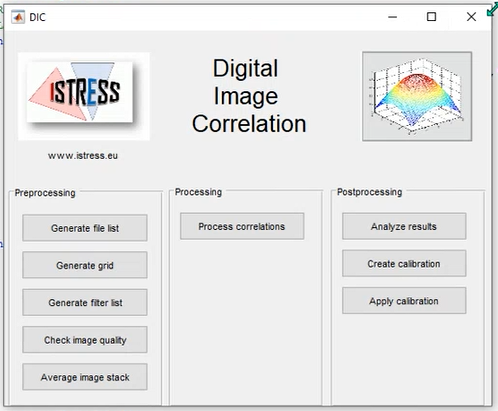 DIC
iSTRESS
Digital
Image
Correlation
www.istress.eu
Preprocessing
Generate file list
Generate grid
Generate filter list
Check image quality
Average image stack
Processing
Process correlations
Postprocessing
Analyze results
Create calibration
Apply calibration